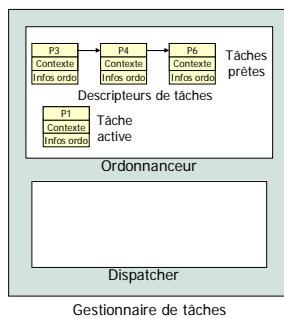 P3
Contexte
Infos ordo
P4
Contexte
Infos ordo
P6
Contexte
Infos ordo
Tâches
prêtes
Descripteurs de tâches
P1
Contexte
Infos ordo
Tâche
active
Ordonnanceur
Dispatcher
Gestionnaire de tâches